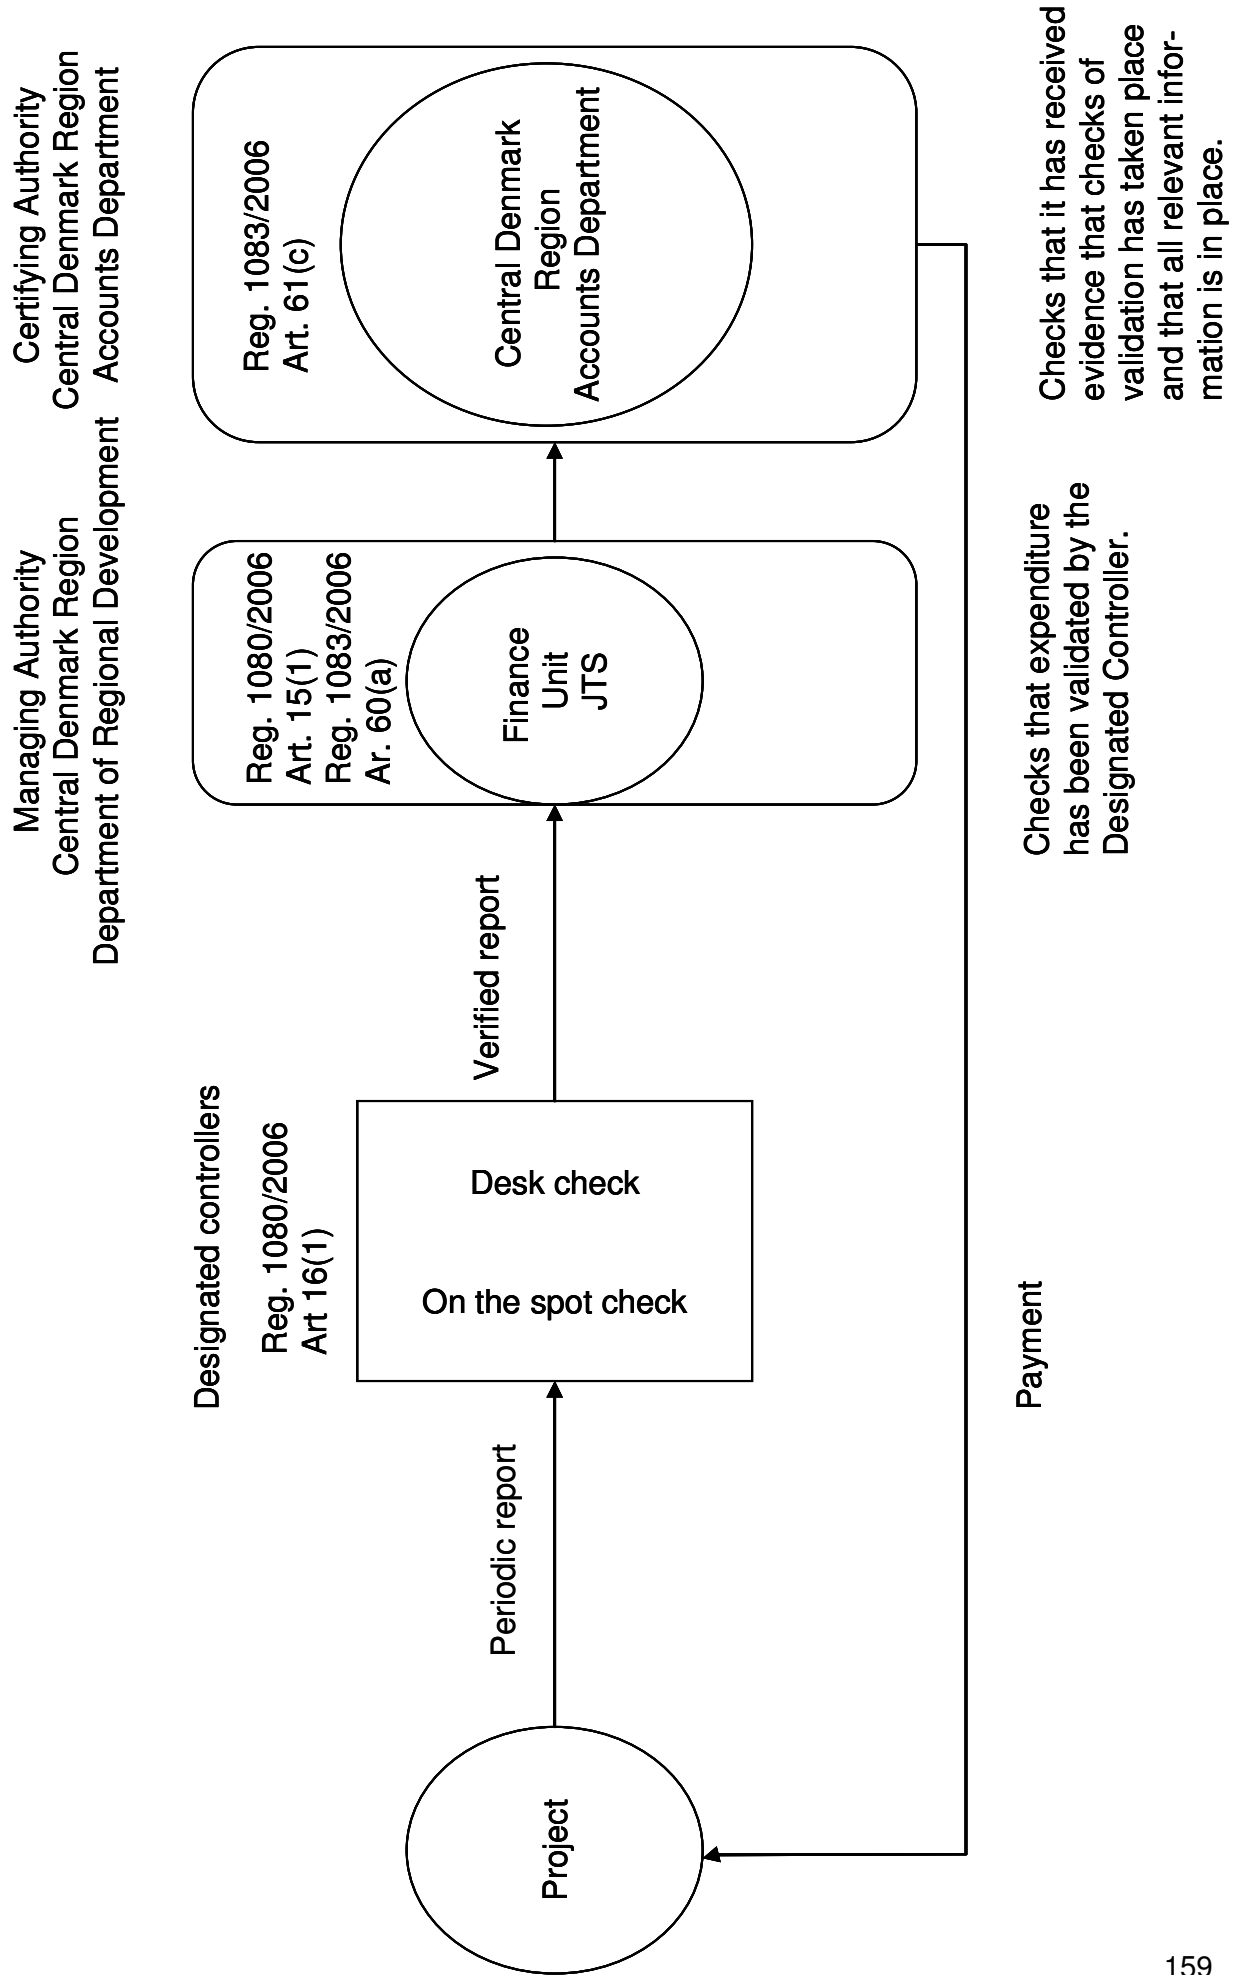 Managing Authority
Central Denmark Region
Department of Regional Development
Certifying Authority
Central Denmark Region
Accounts Department
Designated controllers
Reg. 1080/2006
Art 16(1)
Reg. 1080/2006
Art. 15(1)
Reg. 1083/2006
Ar. 60(a)
Reg. 1083/2006
Art. 61(c)
Project
Periodic report
Desk check
On the spot check
Verified report
Finance
Unit
JTS
Central Denmark
Region
Accounts Department
Payment
Checks that expenditure
has been validated by the
Designated Controller.
Checks that it has received
evidence that checks of
validation has taken place
and that all relevant infor-
mation is in place.
159